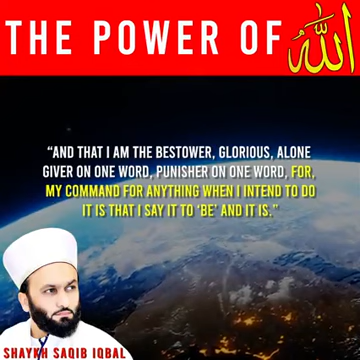 THE POWER OF الله
“AND THAT I AM THE BESTOWER, GLORIOUS, ALONE
GIVER ON ONE WORD, PUNISHER ON ONE WORD, FOR,
MY COMMAND FOR ANYTHING WHEN I INTEND TO DO
IT IS THAT I SAY IT TO ‘BE’ AND IT IS.”
SHAYKH SAQIB IQBAL